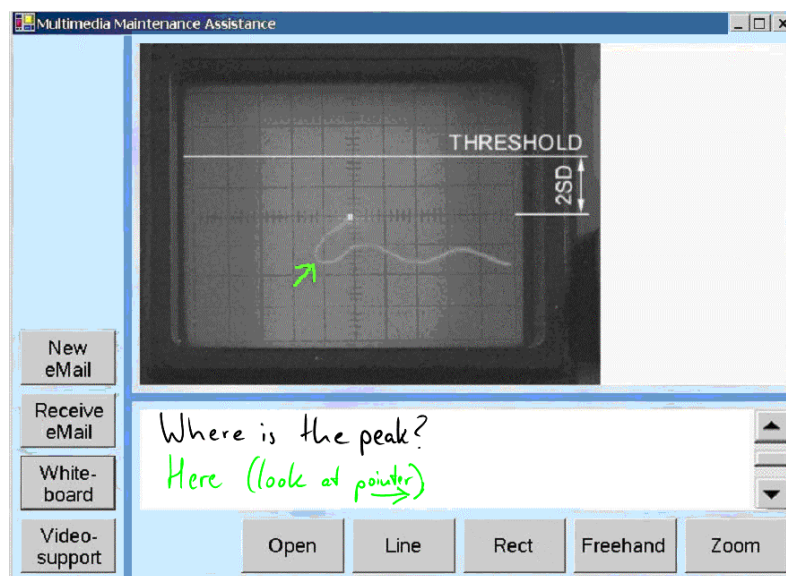 Multimedia Maintenance Assistance
THRESHOLD
2SD
New
eMail
Receive
eMail
White-
board
Video-
support
Where is the peak?
Here (look at pointer)
Open
Line
Rect
Freehand
Zoom